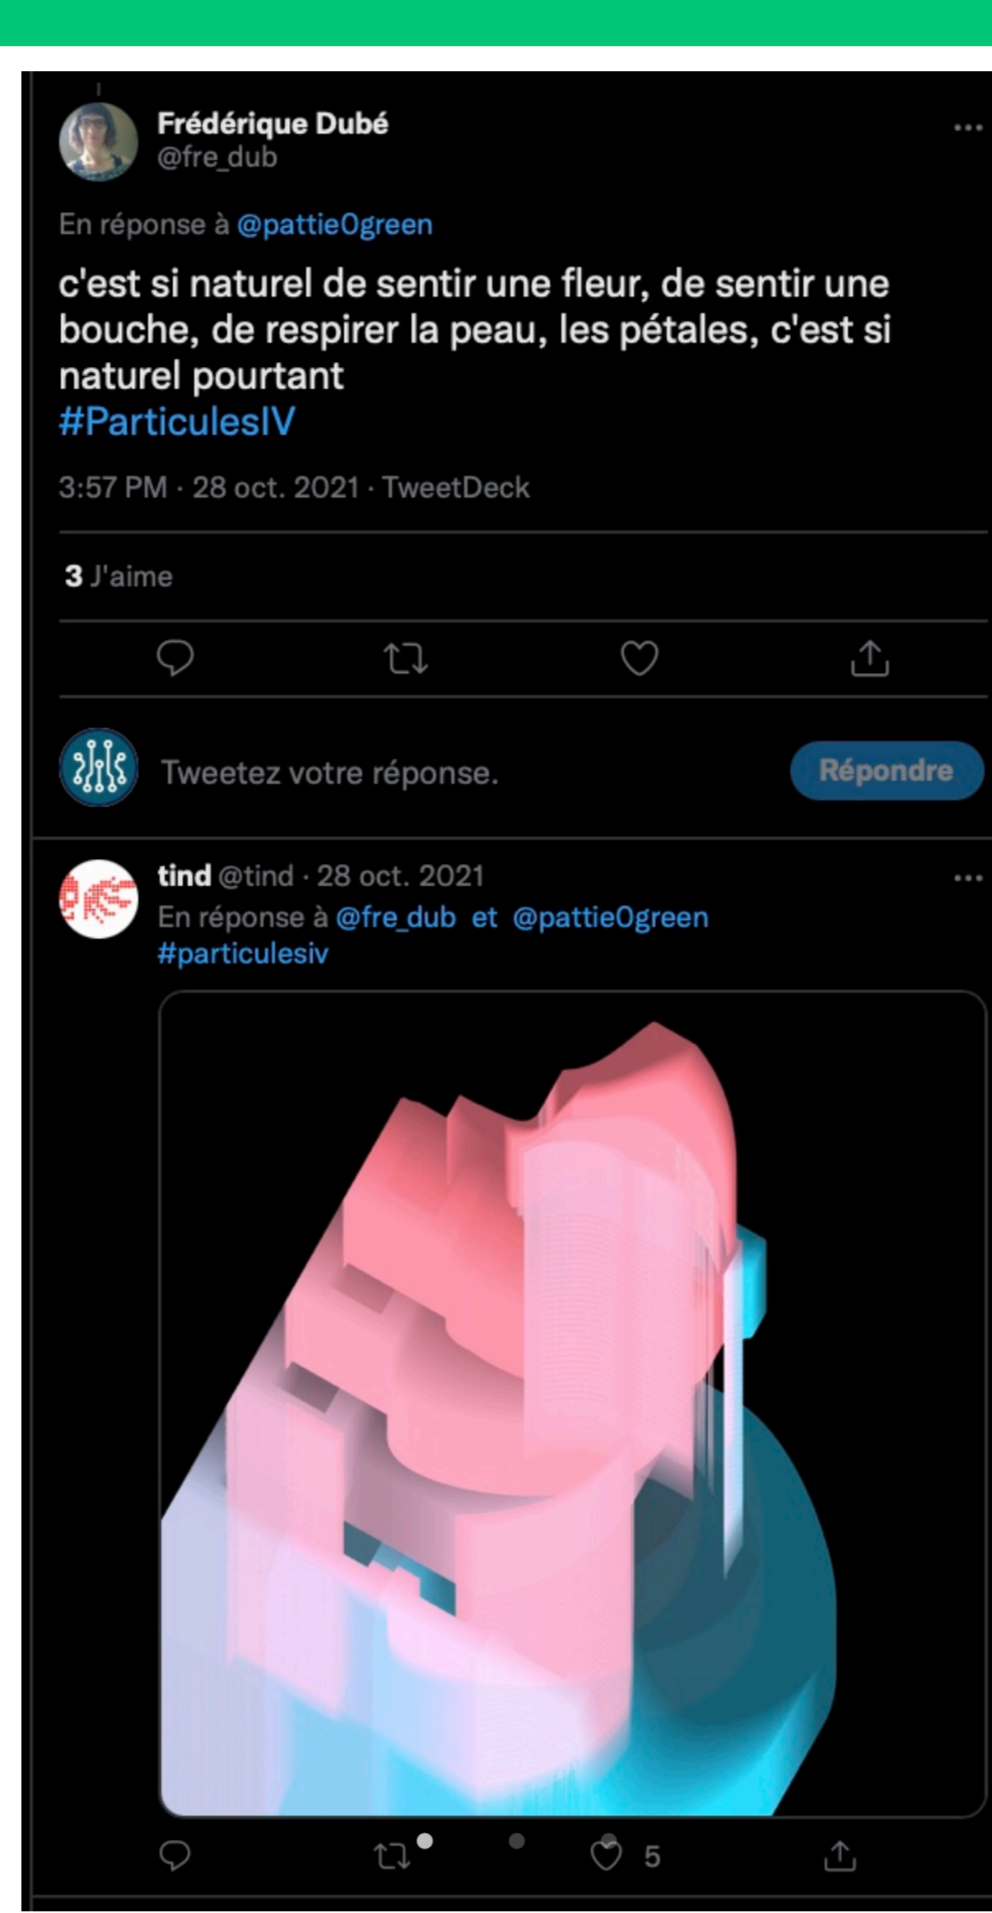 Frédérique Dubé
@fre_dub
En réponse à @pattie0green
c'est si naturel de sentir une fleur, de sentir une
bouche, de respirer la peau, les pétales, c'est si
naturel pourtant
#ParticulesIV
3:57 PM · 28 oct. 2021 · TweetDeck
3 J'aime
Tweetez votre réponse.
Répondre
tind @tind · 28 oct. 2021
En réponse à @fre_dub et @pattie0green
#particulesiv
5